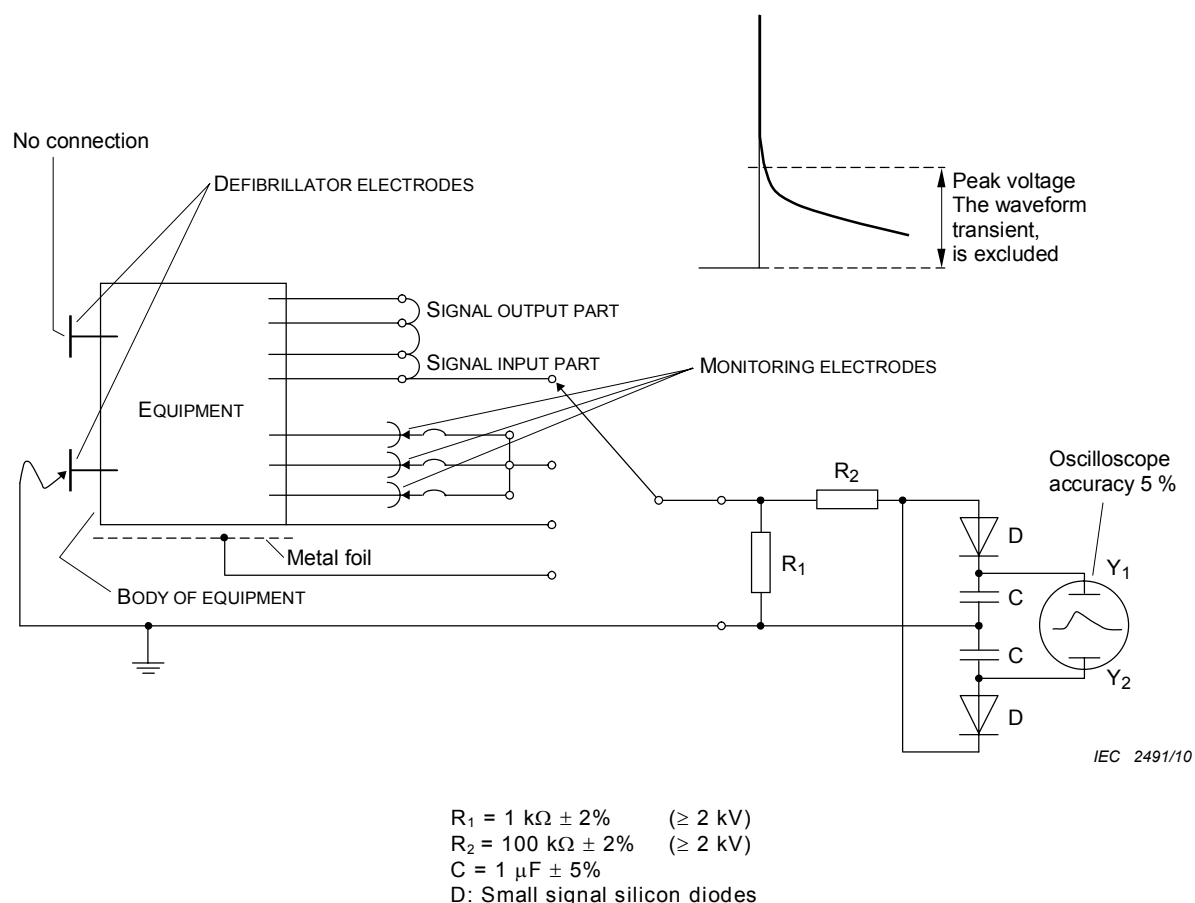 No connection
DEFIBRILLATOR ELECTRODES
Peak voltage
The waveform
transient,
is excluded
SIGNAL OUTPUT PART
SIGNAL INPUT PART
MONITORING ELECTRODES
EQUIPMENT
Oscilloscope
accuracy 5 %
R2
D
Metal foil
R1
Y1
C
BODY OF EQUIPMENT
C
Y2
D
IEC 2491/10
R1 = 1 kΩ ± 2% (≥ 2 kV)
R2 = 100 kΩ ± 2% (≥ 2 kV)
C = 1 μF ± 5%
D: Small signal silicon diodes